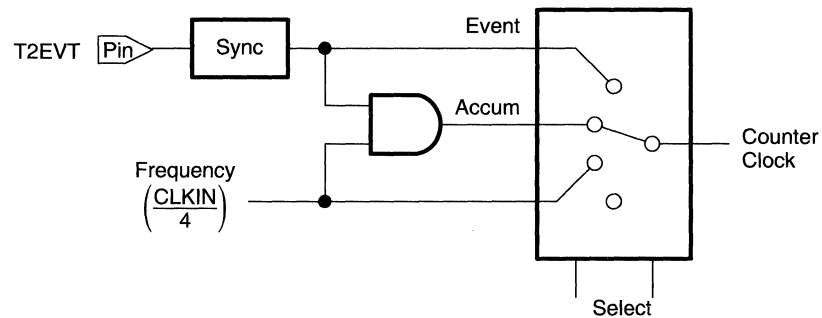 Event
T2EVT Pin Sync
Accum
Counter
Clock
Frequency
(CLKIN
4)
Select